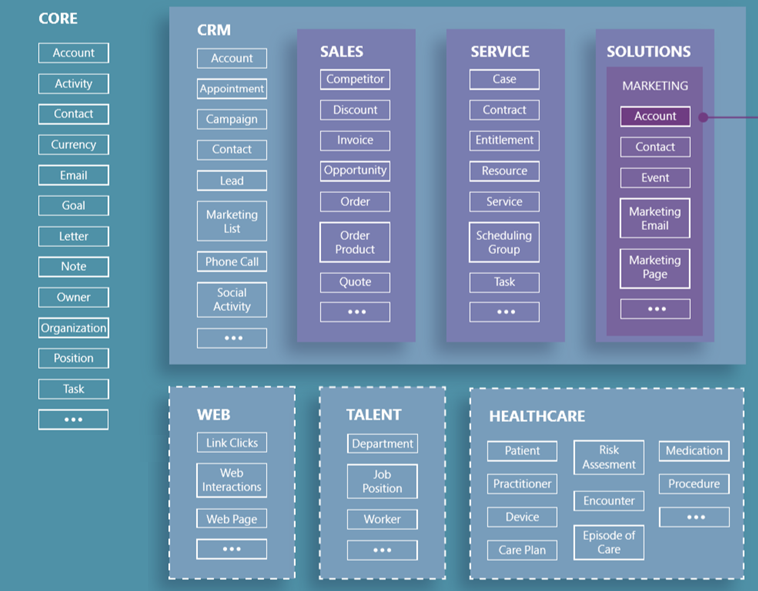 CORE
Account
Activity
Contact
Currency
Email
Goal
Letter
Note
Owner
Organization
Position
Task
•••
CRM
Account
Appointment
Campaign
Contact
Lead
Marketing
List
Phone Call
Social
Activity
•••
SALES
Competitor
Discount
Invoice
Opportunity
Order
Order
Product
Quote
•••
SERVICE
Case
Contract
Entitlement
Resource
Service
Scheduling
Group
Task
•••
SOLUTIONS
MARKETING
Account
Contact
Event
Marketing
Email
Marketing
Page
•••
WEB
Link Clicks
Web
Interactions
Web Page
•••
TALENT
Department
Job
Position
Worker
•••
HEALTHCARE
Patient
Practitioner
Device
Care Plan
Risk
Assesment
Encounter
Episode of
Care
Medication
Procedure
•••